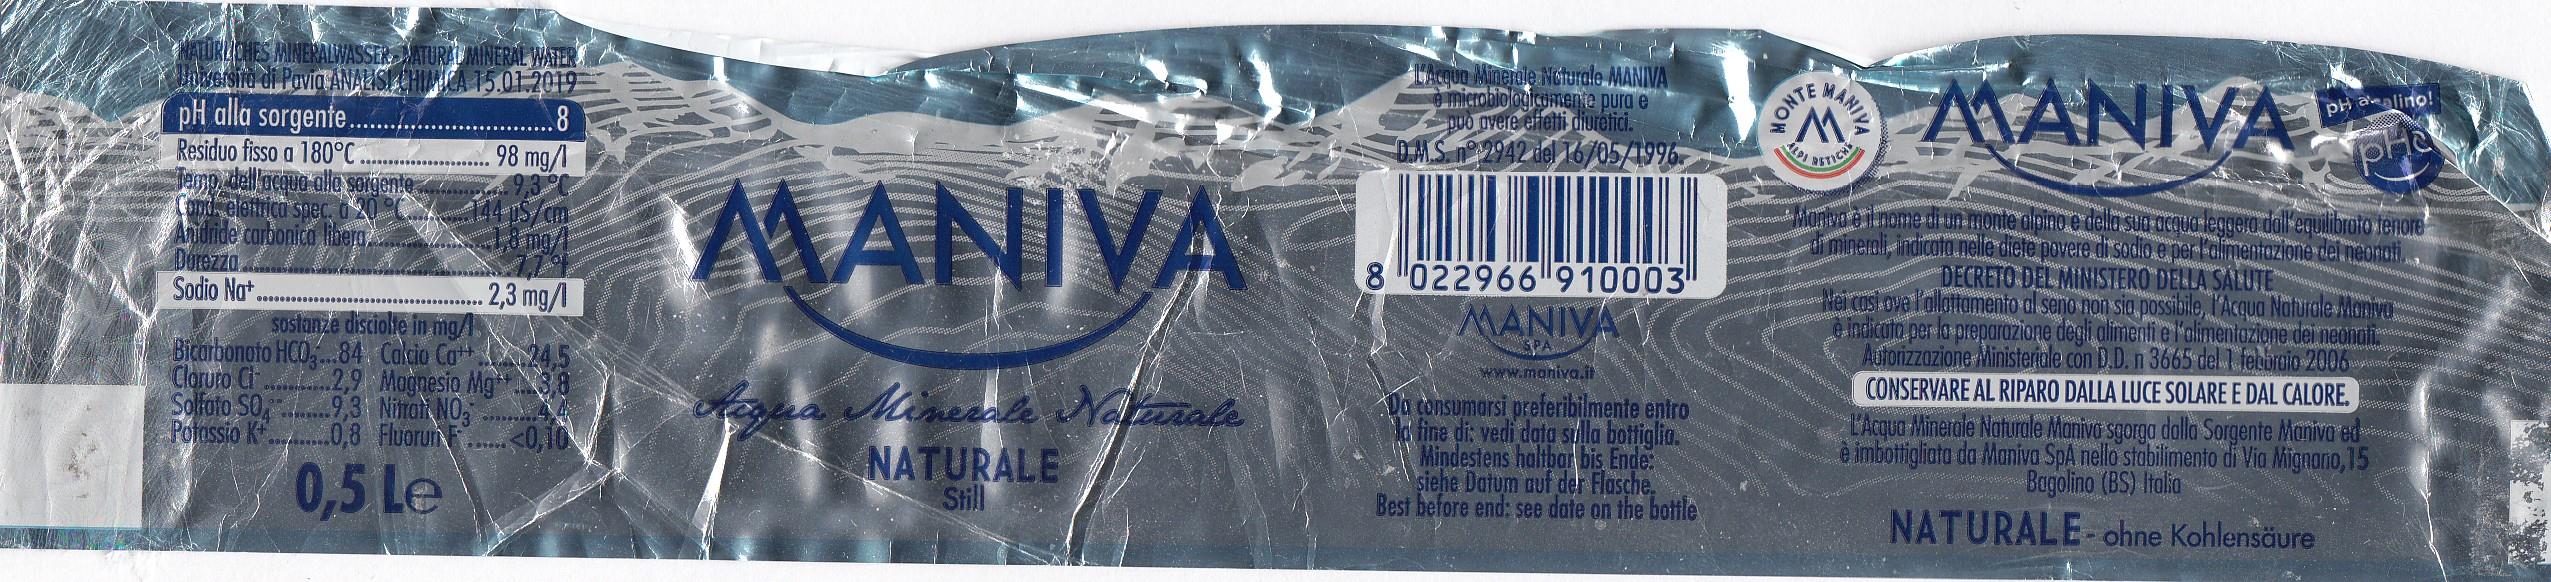 NATÜRLICHES MINERALWASSER - NATURAL MINERAL WATER
Università di Pavia ANALISI CHIMICA 15.01.2019
pH alla sorgente..............................8
Residuo fisso a 180°C .................. 98 mg/l
Temp. dell'acqua alla sorgente............ 9,3 °C
Cond. elettrica spec. a 20 °C..........144 µS/cm
Anidride carbonica libera..................1,8 mg/l
Durezza........................................7,7 °f
Sodio Na+.................................... 2,3 mg/l
sostanze disciolte in mg/l
Bicarbonato HCO3-...84 Calcio Ca++ .......24,5
Cloruro Cl- ..........2,9 Magnesio Mg++ ...3,8
Solfato SO4-- ........9,3 Nitrati NO3- .........4,4
Potassio K+..........0,8 Fluoruri F- ......<0,10
0,5 L e
MANIVA
Acqua Minerale Naturale
NATURALE
Still
L'Acqua Minerale Naturale MANIVA
è microbiologicamente pura e
può avere effetti diuretici.
D.M.S. n° 2942 del 16/05/1996.
8 022966 910003
MANIVA
SPA
www.maniva.it
Da consumarsi preferibilmente entro
la fine di: vedi data sulla bottiglia.
Mindestens haltbar bis Ende:
siehe Datum auf der Flasche.
Best before end: see date on the bottle
MONTE MANIVA
ALPI RETICHE
MANIVA
pH alcalino!
pH8
Maniva è il nome di un monte alpino e della sua acqua leggera dall'equilibrato tenore
di minerali, indicata nelle diete povere di sodio e per l'alimentazione dei neonati.
DECRETO DEL MINISTERO DELLA SALUTE
Nei casi ove l'allattamento al seno non sia possibile, l'Acqua Naturale Maniva
è indicata per la preparazione degli alimenti e l'alimentazione dei neonati.
Autorizzazione Ministeriale con D.D. n 3665 del 1 febbraio 2006
CONSERVARE AL RIPARO DALLA LUCE SOLARE E DAL CALORE.
L'Acqua Minerale Naturale Maniva sgorga dalla Sorgente Maniva ed
è imbottigliata da Maniva SpA nello stabilimento di Via Mignano,15
Bagolino (BS) Italia
NATURALE - ohne Kohlensäure